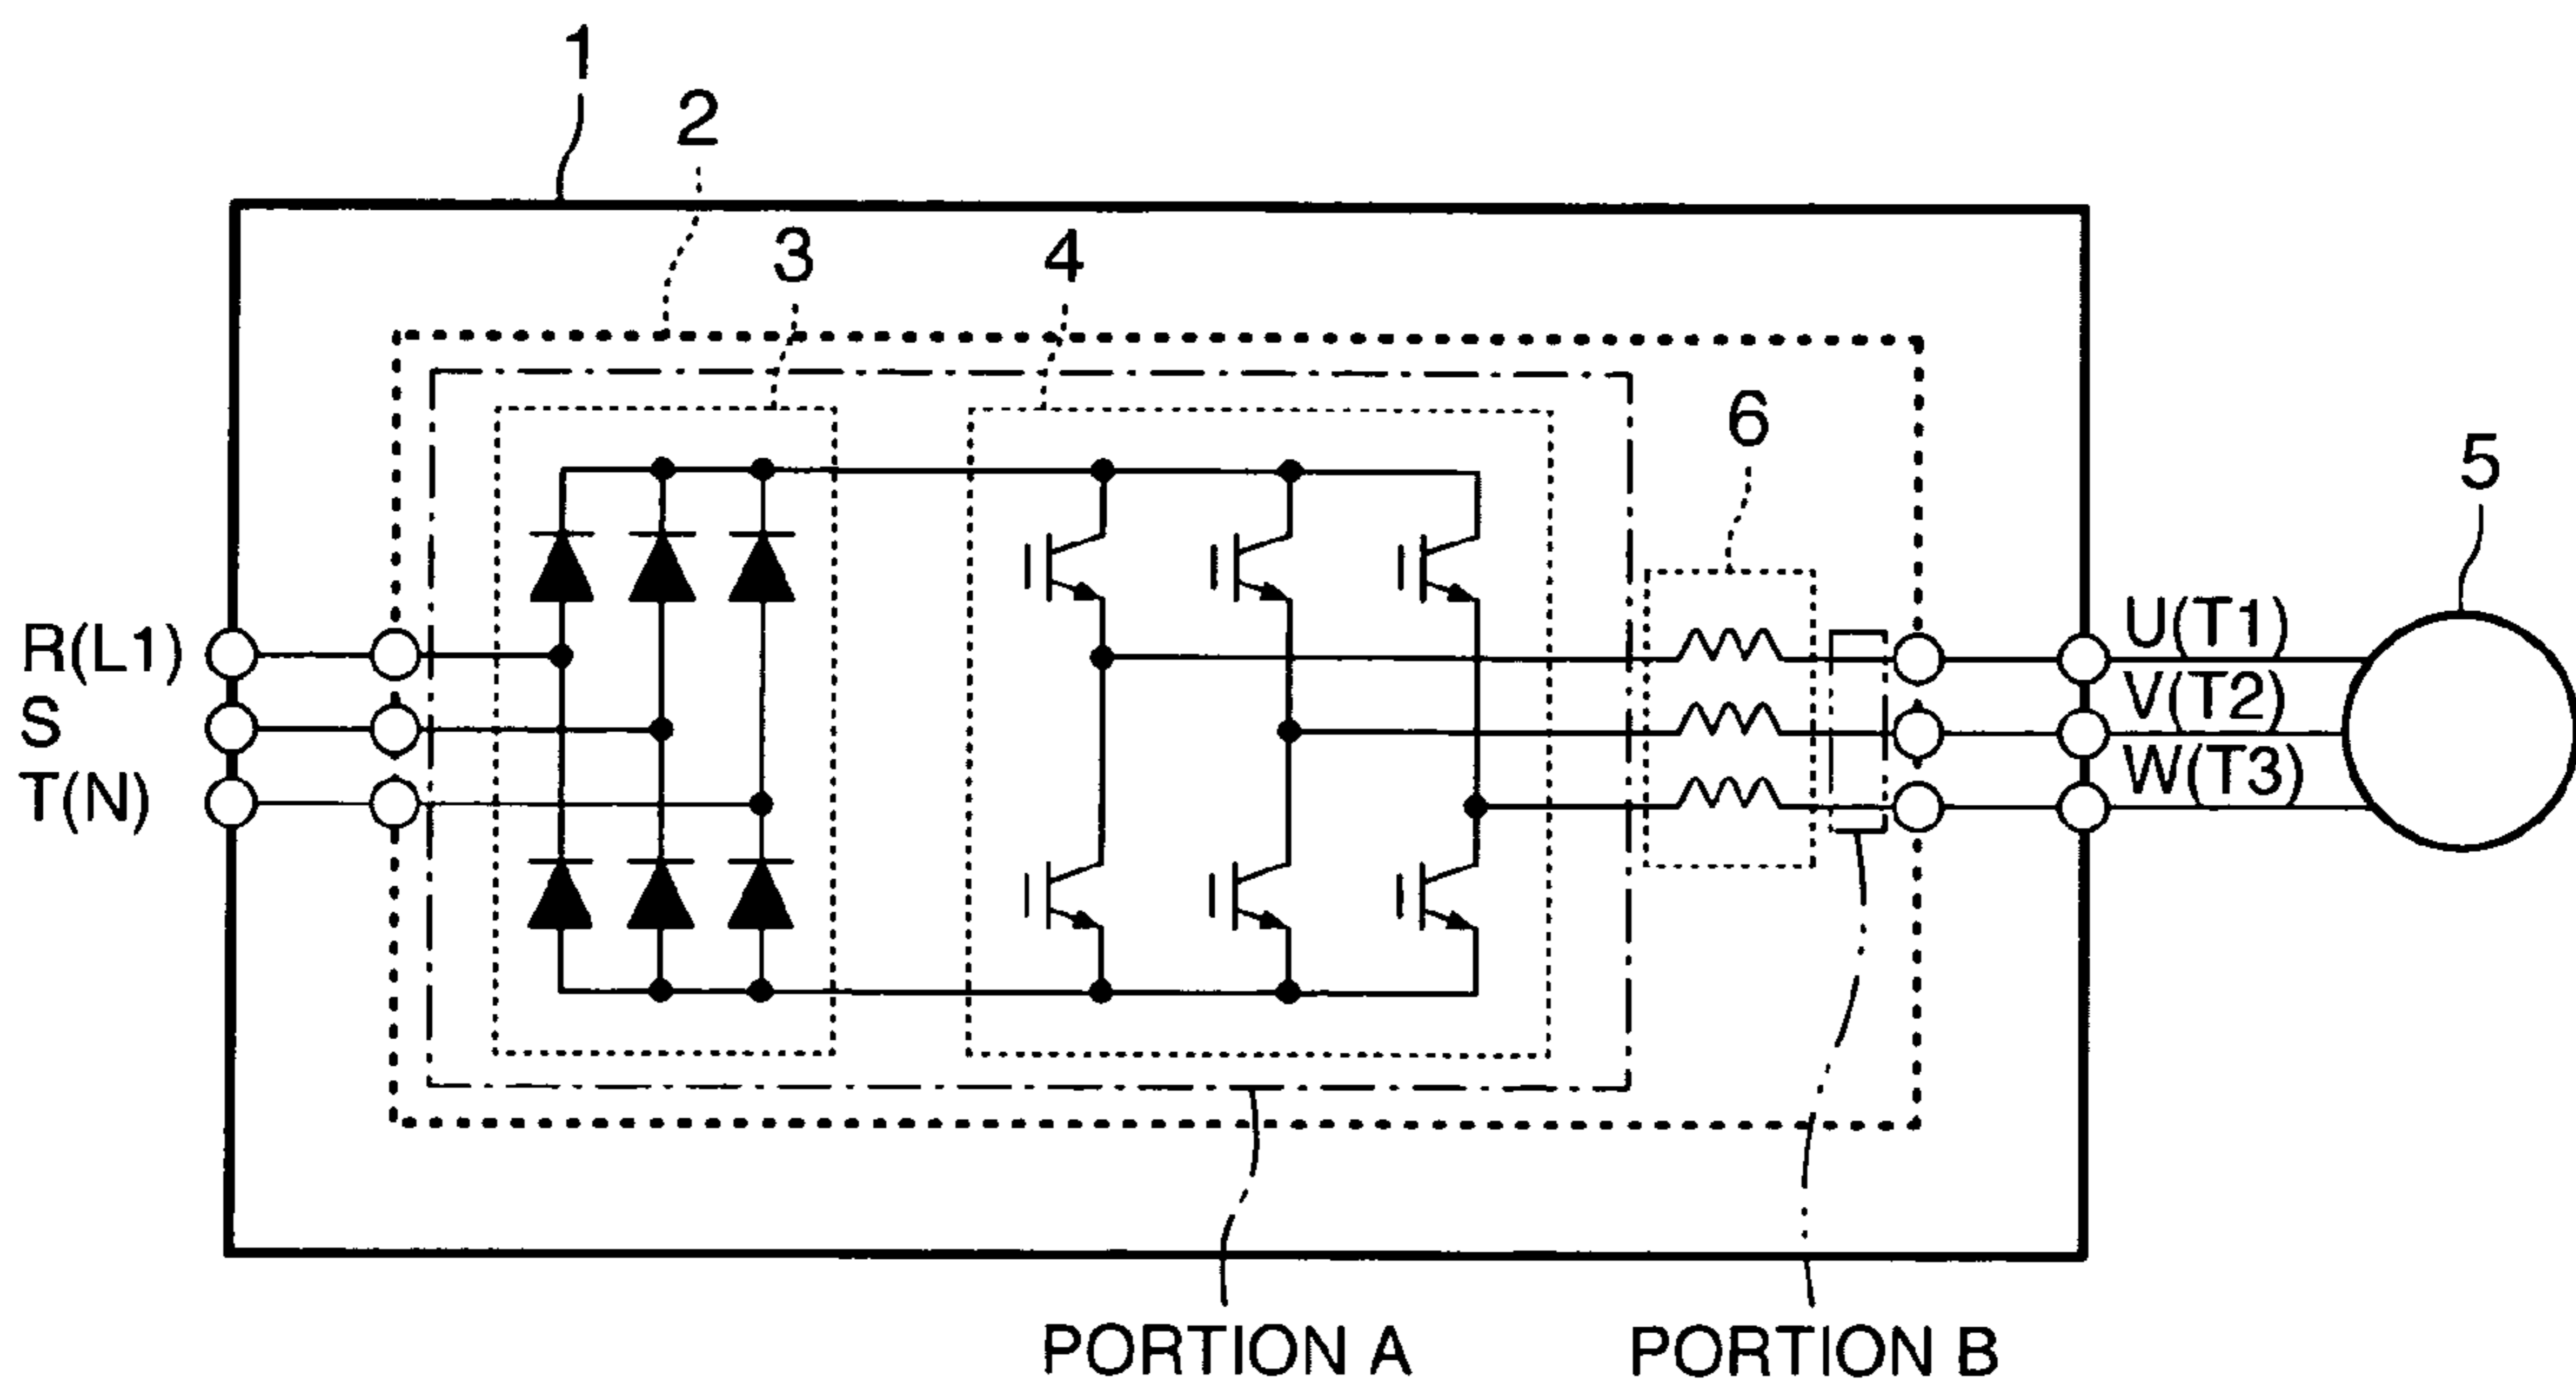 1
2
3
4
6
5
R(L1)
S
T(N)
U(T1)
V(T2)
W(T3)
PORTION A
PORTION B